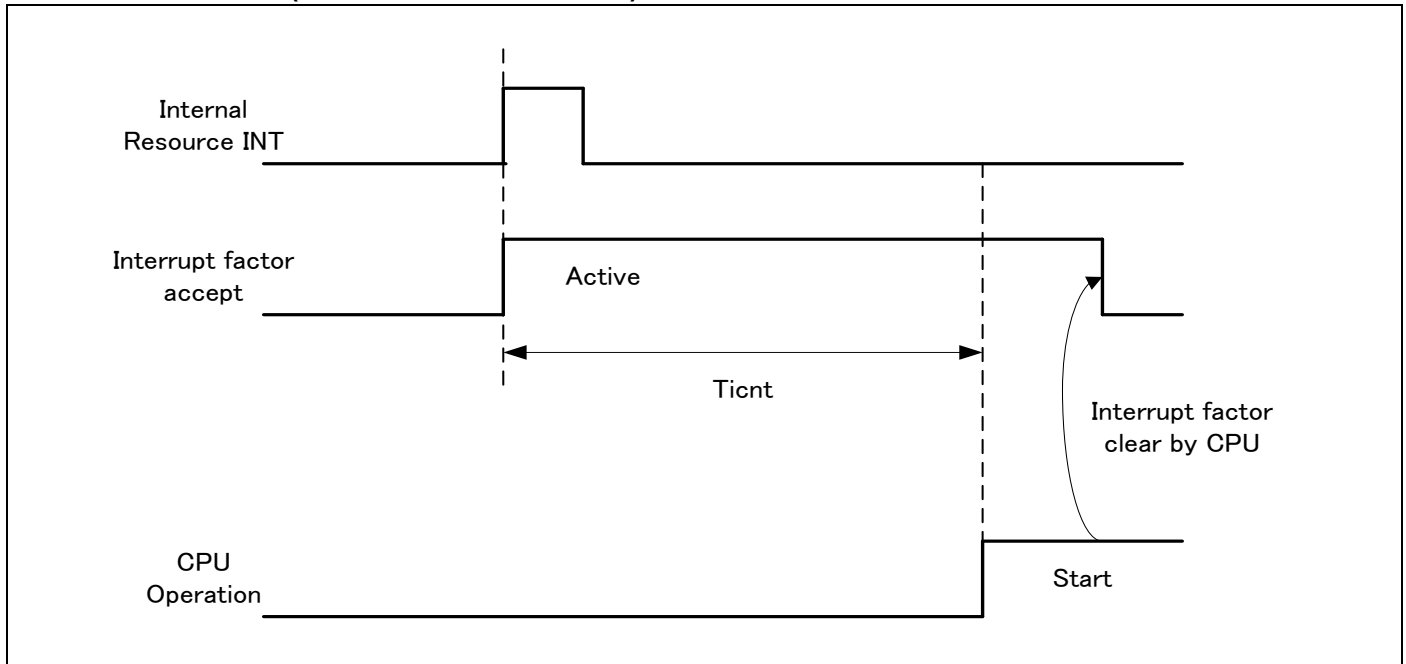 Internal
Resource INT
Interrupt factor
accept
Active
Ticnt
Interrupt factor
clear by CPU
CPU
Operation
Start